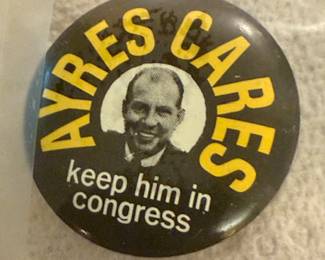 AYRES CARES
keep him in
congress